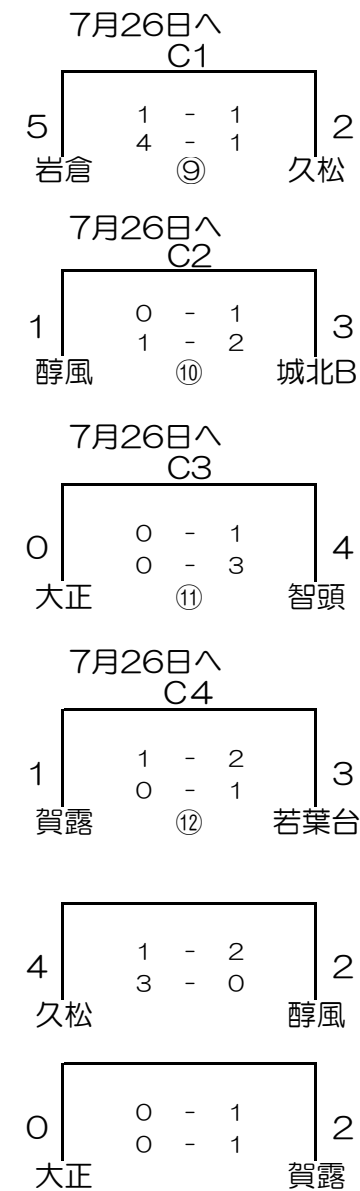 7月26日へ
C1
5 1 - 1 2
4 - 1
岩倉 ⑨ 久松
7月26日へ
C2
1 0 - 1 3
1 - 2
醇風 ⑩ 城北B
7月26日へ
C3
0 0 - 1 4
0 - 3
大正 ⑪ 智頭
7月26日へ
C4
1 1 - 2 3
0 - 1
賀露 ⑫ 若葉台
4 1 - 2 2
3 - 0
久松 醇風
0 0 - 1 2
0 - 1
大正 賀露